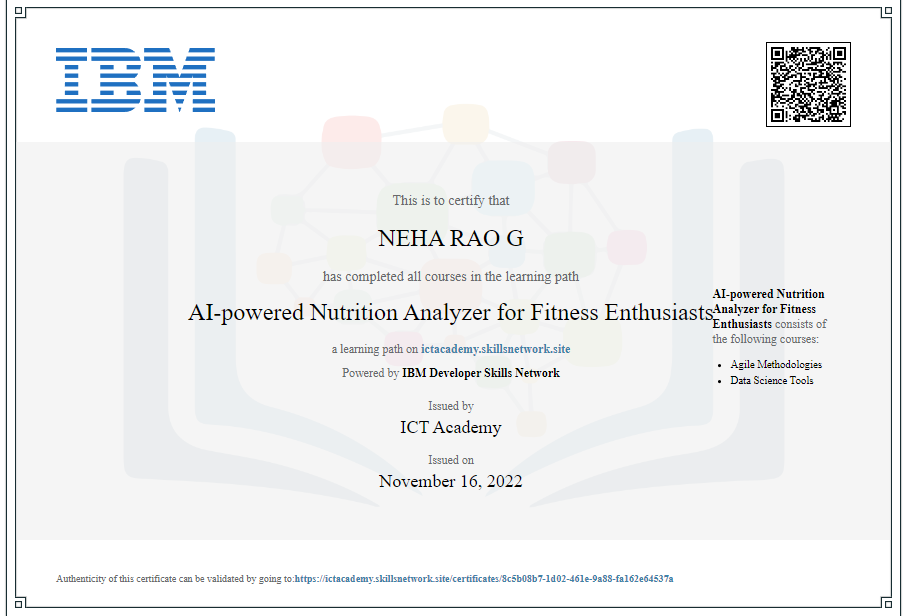 IBM
This is to certify that
NEHA RAO G
has completed all courses in the learning path
AI-powered Nutrition Analyzer for Fitness Enthusiasts
a learning path on ictacademy.skillsnetwork.site
Powered by IBM Developer Skills Network
Issued by
ICT Academy
Issued on
November 16, 2022
AI-powered Nutrition
Analyzer for Fitness
Enthusiasts consists of
the following courses:
• Agile Methodologies
• Data Science Tools
Authenticity of this certificate can be validated by going to:https://ictacademy.skillsnetwork.site/certificates/8c5b08b7-1d02-461e-9a88-fa162e64537a